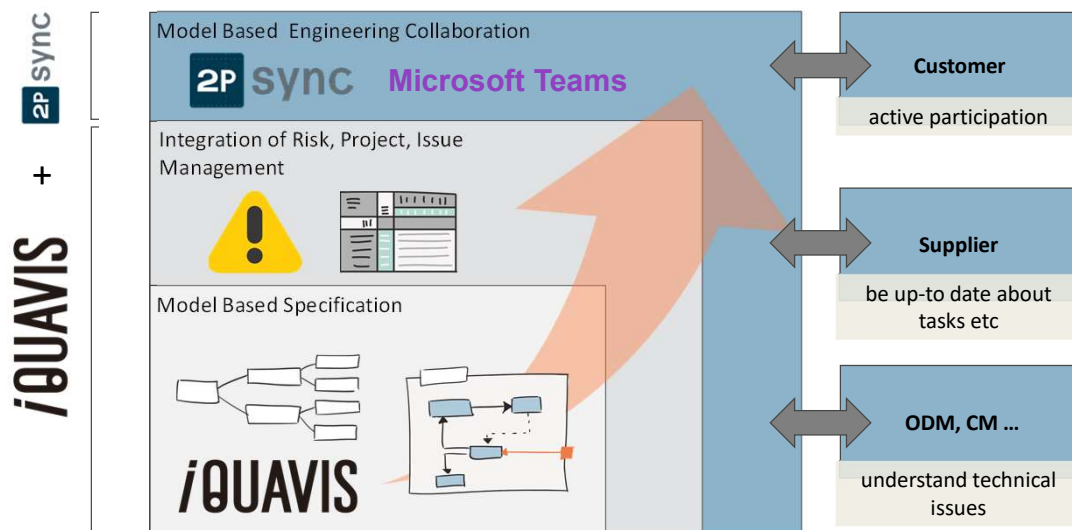 2P sync
+
iQUAVIS
Model Based Engineering Collaboration
2P sync Microsoft Teams
Integration of Risk, Project, Issue
Management
Model Based Specification
iQUAVIS
Customer
active participation
Supplier
be up-to date about
tasks etc
ODM, CM ...
understand technical
issues